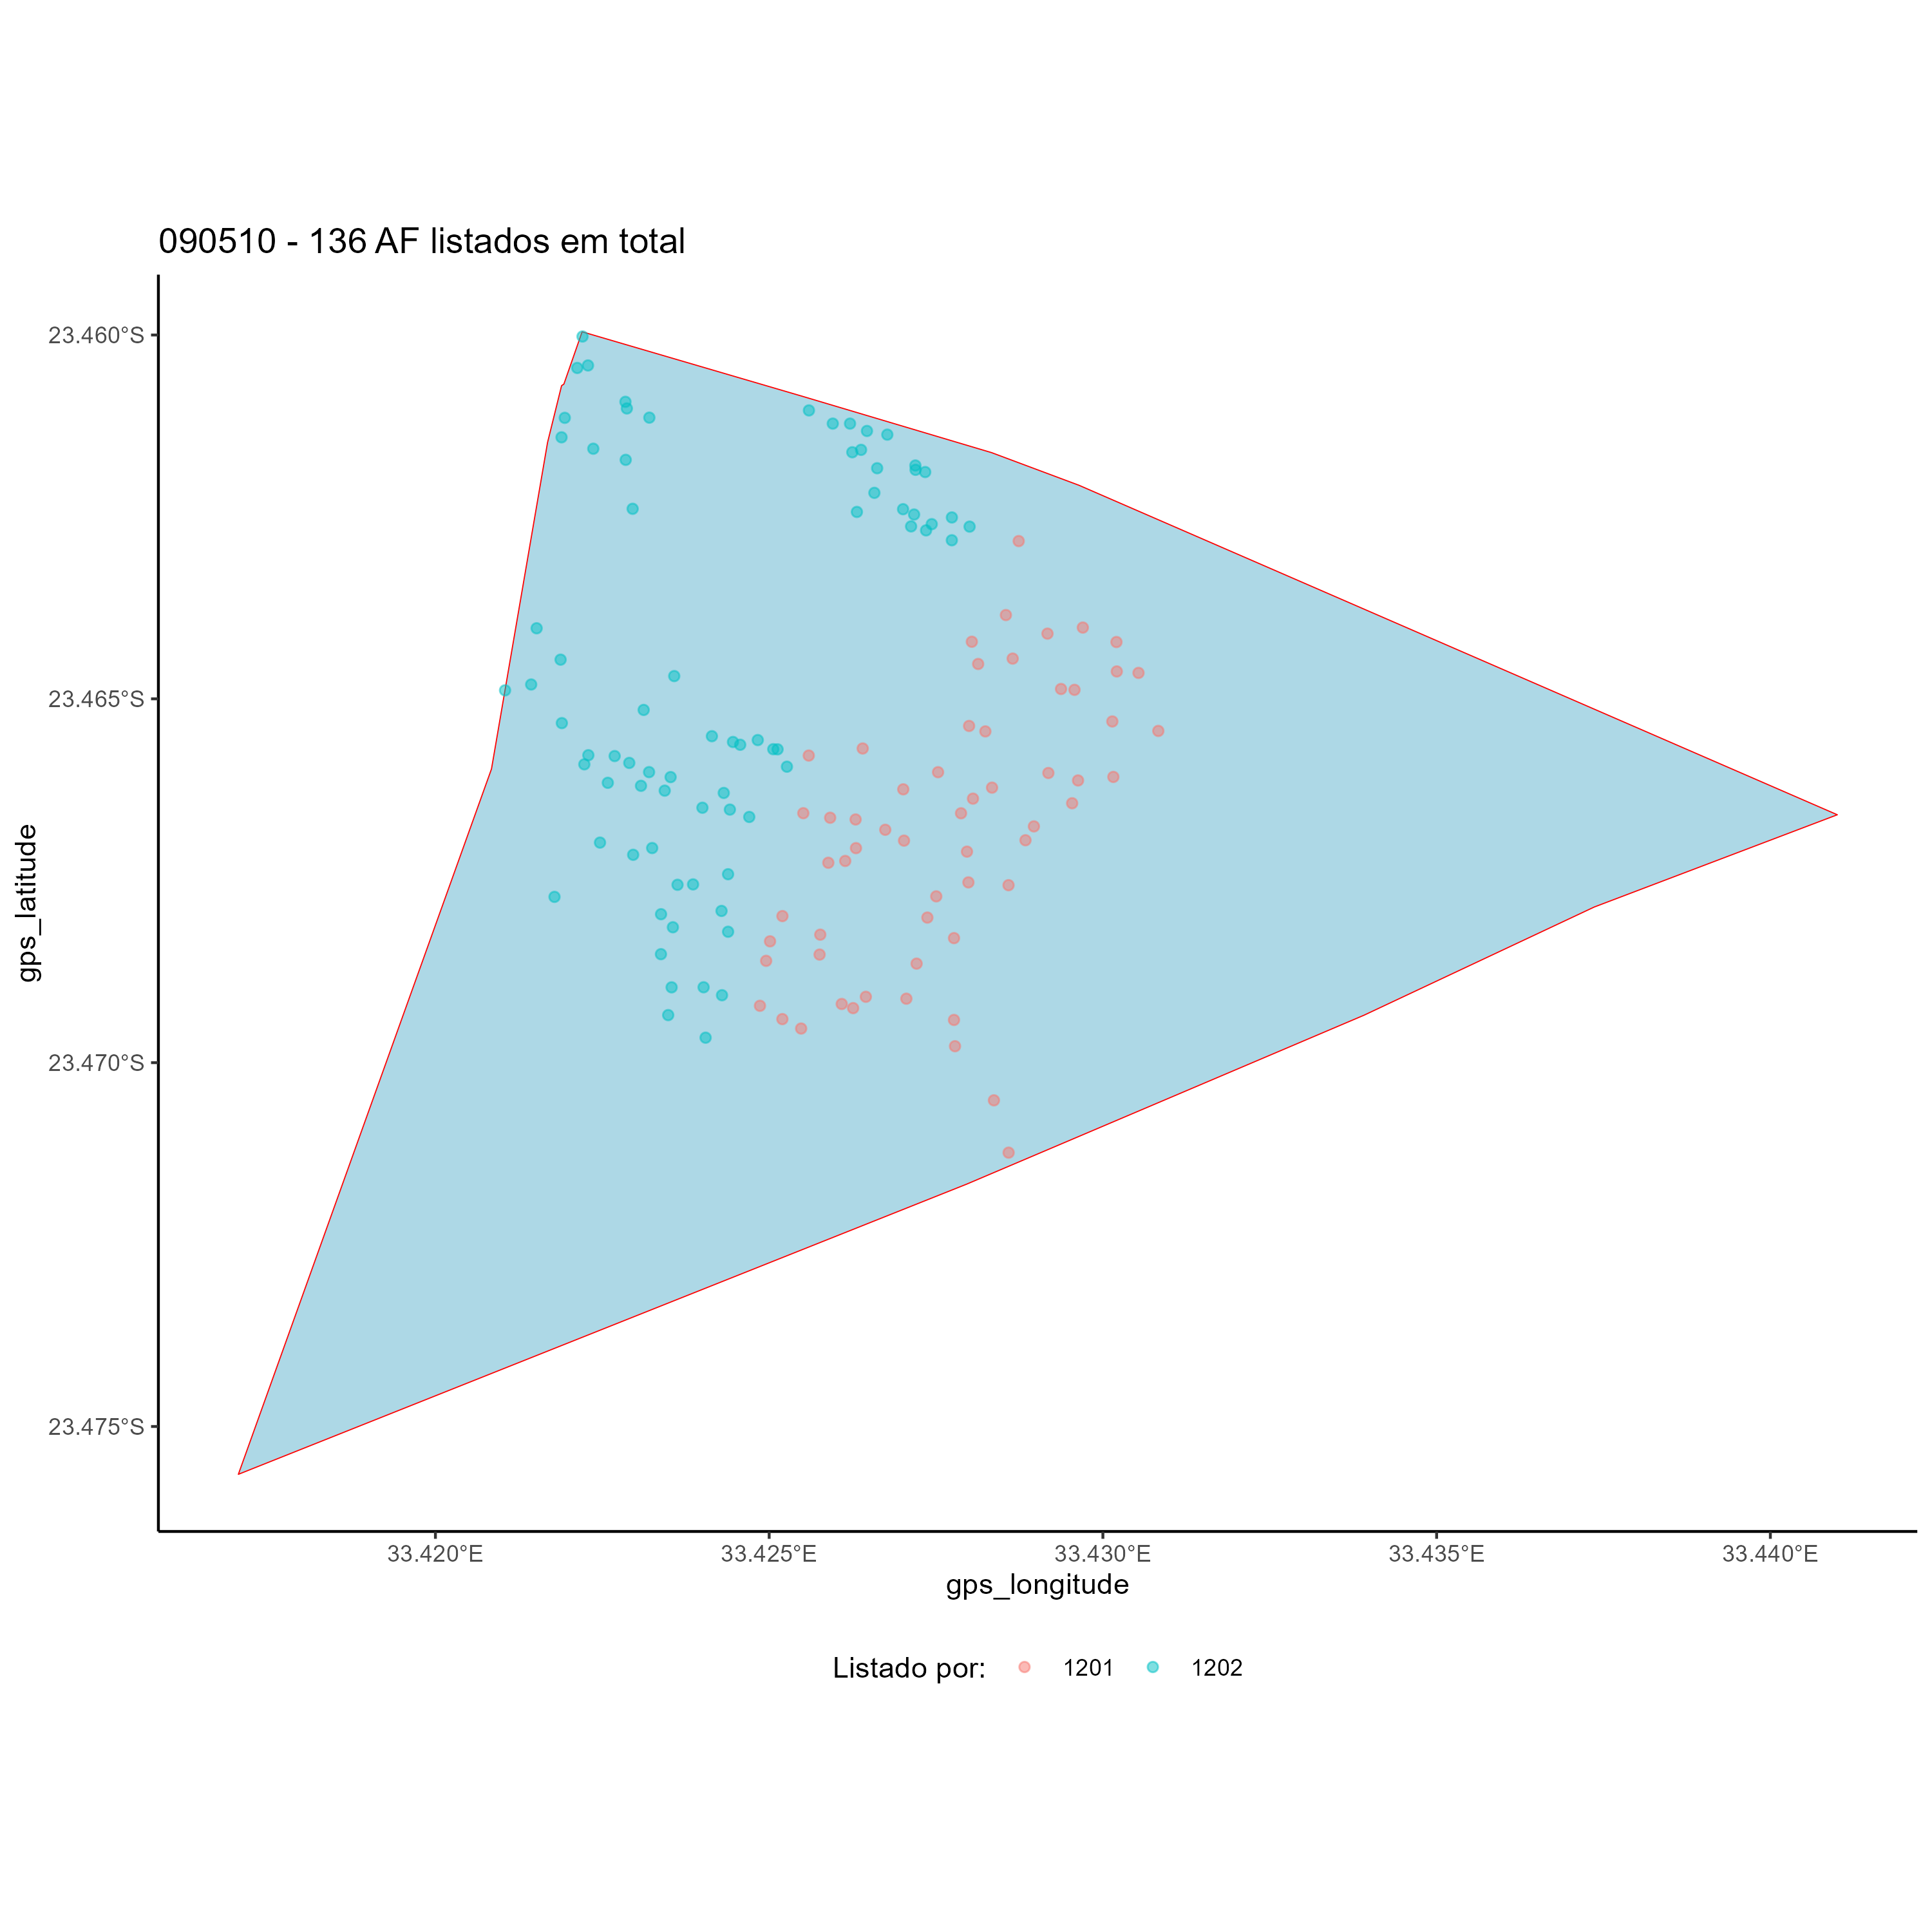 090510 - 136 AF listados em total
23.460°S
23.465°S
23.470°S
23.475°S
gps_latitude
33.420°E 33.425°E 33.430°E 33.435°E 33.440°E
gps_longitude
Listado por: 1201 1202